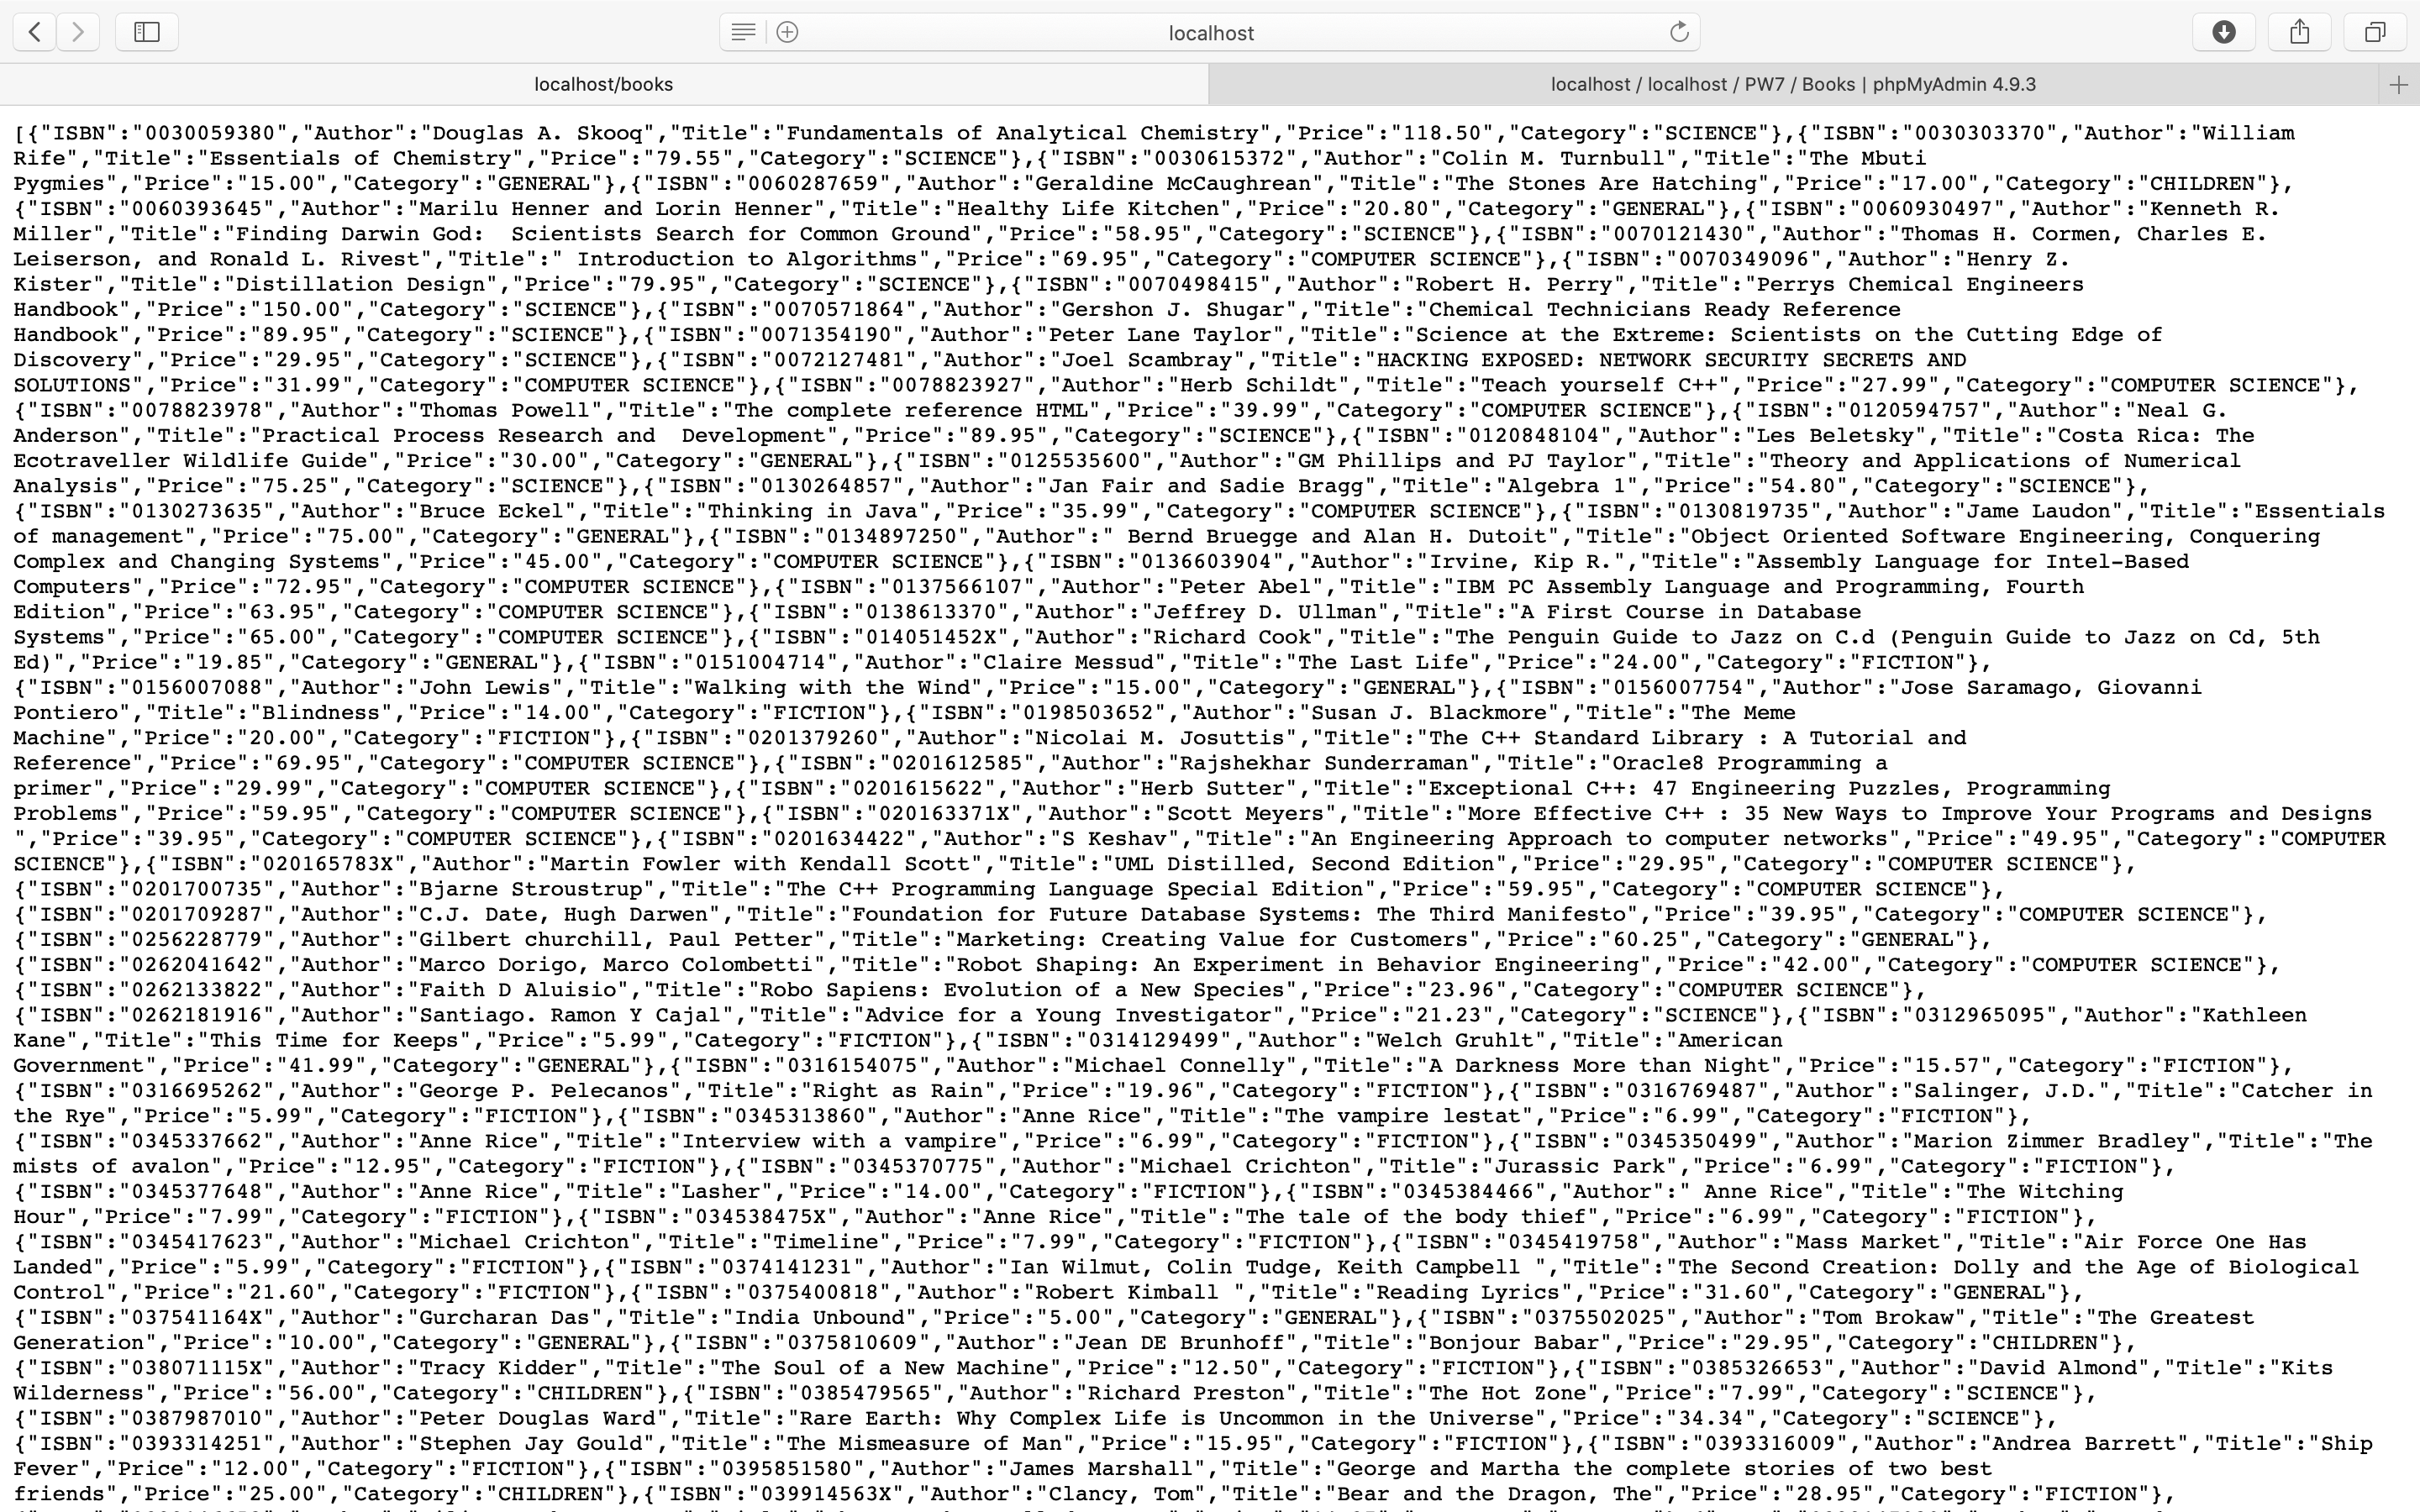 localhost
localhost/books
localhost / localhost / PW7 / Books | phpMyAdmin 4.9.3
[{"ISBN":"0030059380","Author":"Douglas A. Skooq","Title":"Fundamentals of Analytical Chemistry","Price":"118.50","Category":"SCIENCE"},{"ISBN":"0030303370","Author":"William
Rife","Title":"Essentials of Chemistry","Price":"79.55","Category":"SCIENCE"},{"ISBN":"0030615372","Author":"Colin M. Turnbull","Title":"The Mbuti
Pygmies","Price":"15.00","Category":"GENERAL"},{"ISBN":"0060287659","Author":"Geraldine McCaughrean","Title":"The Stones Are Hatching","Price":"17.00","Category":"CHILDREN"},
{"ISBN":"0060393645","Author":"Marilu Henner and Lorin Henner","Title":"Healthy Life Kitchen","Price":"20.80","Category":"GENERAL"},{"ISBN":"0060930497","Author":"Kenneth R.
Miller","Title":"Finding Darwin God:  Scientists Search for Common Ground","Price":"58.95","Category":"SCIENCE"},{"ISBN":"0070121430","Author":"Thomas H. Cormen, Charles E.
Leiserson, and Ronald L. Rivest","Title":" Introduction to Algorithms","Price":"69.95","Category":"COMPUTER SCIENCE"},{"ISBN":"0070349096","Author":"Henry Z.
Kister","Title":"Distillation Design","Price":"79.95","Category":"SCIENCE"},{"ISBN":"0070498415","Author":"Robert H. Perry","Title":"Perrys Chemical Engineers
Handbook","Price":"150.00","Category":"SCIENCE"},{"ISBN":"0070571864","Author":"Gershon J. Shugar","Title":"Chemical Technicians Ready Reference
Handbook","Price":"89.95","Category":"SCIENCE"},{"ISBN":"0071354190","Author":"Peter Lane Taylor","Title":"Science at the Extreme: Scientists on the Cutting Edge of
Discovery","Price":"29.95","Category":"SCIENCE"},{"ISBN":"0072127481","Author":"Joel Scambray","Title":"HACKING EXPOSED: NETWORK SECURITY SECRETS AND
SOLUTIONS","Price":"31.99","Category":"COMPUTER SCIENCE"},{"ISBN":"0078823927","Author":"Herb Schildt","Title":"Teach yourself C++","Price":"27.99","Category":"COMPUTER SCIENCE"},
{"ISBN":"0078823978","Author":"Thomas Powell","Title":"The complete reference HTML","Price":"39.99","Category":"COMPUTER SCIENCE"},{"ISBN":"0120594757","Author":"Neal G.
Anderson","Title":"Practical Process Research and  Development","Price":"89.95","Category":"SCIENCE"},{"ISBN":"0120848104","Author":"Les Beletsky","Title":"Costa Rica: The
Ecotraveller Wildlife Guide","Price":"30.00","Category":"GENERAL"},{"ISBN":"0125535600","Author":"GM Phillips and PJ Taylor","Title":"Theory and Applications of Numerical
Analysis","Price":"75.25","Category":"SCIENCE"},{"ISBN":"0130264857","Author":"Jan Fair and Sadie Bragg","Title":"Algebra 1","Price":"54.80","Category":"SCIENCE"},
{"ISBN":"0130273635","Author":"Bruce Eckel","Title":"Thinking in Java","Price":"35.99","Category":"COMPUTER SCIENCE"},{"ISBN":"0130819735","Author":"Jame Laudon","Title":"Essentials
of management","Price":"75.00","Category":"GENERAL"},{"ISBN":"0134897250","Author":" Bernd Bruegge and Alan H. Dutoit","Title":"Object Oriented Software Engineering, Conquering
Complex and Changing Systems","Price":"45.00","Category":"COMPUTER SCIENCE"},{"ISBN":"0136603904","Author":"Irvine, Kip R.","Title":"Assembly Language for Intel-Based
Computers","Price":"72.95","Category":"COMPUTER SCIENCE"},{"ISBN":"0137566107","Author":"Peter Abel","Title":"IBM PC Assembly Language and Programming, Fourth
Edition","Price":"63.95","Category":"COMPUTER SCIENCE"},{"ISBN":"0138613370","Author":"Jeffrey D. Ullman","Title":"A First Course in Database
Systems","Price":"65.00","Category":"COMPUTER SCIENCE"},{"ISBN":"014051452X","Author":"Richard Cook","Title":"The Penguin Guide to Jazz on C.d (Penguin Guide to Jazz on Cd, 5th
Ed)","Price":"19.85","Category":"GENERAL"},{"ISBN":"0151004714","Author":"Claire Messud","Title":"The Last Life","Price":"24.00","Category":"FICTION"},
{"ISBN":"0156007088","Author":"John Lewis","Title":"Walking with the Wind","Price":"15.00","Category":"GENERAL"},{"ISBN":"0156007754","Author":"Jose Saramago, Giovanni
Pontiero","Title":"Blindness","Price":"14.00","Category":"FICTION"},{"ISBN":"0198503652","Author":"Susan J. Blackmore","Title":"The Meme
Machine","Price":"20.00","Category":"FICTION"},{"ISBN":"0201379260","Author":"Nicolai M. Josuttis","Title":"The C++ Standard Library : A Tutorial and
Reference","Price":"69.95","Category":"COMPUTER SCIENCE"},{"ISBN":"0201612585","Author":"Rajshekhar Sunderraman","Title":"Oracle8 Programming a
primer","Price":"29.99","Category":"COMPUTER SCIENCE"},{"ISBN":"0201615622","Author":"Herb Sutter","Title":"Exceptional C++: 47 Engineering Puzzles, Programming
Problems","Price":"59.95","Category":"COMPUTER SCIENCE"},{"ISBN":"020163371X","Author":"Scott Meyers","Title":"More Effective C++ : 35 New Ways to Improve Your Programs and Designs
","Price":"39.95","Category":"COMPUTER SCIENCE"},{"ISBN":"0201634422","Author":"S Keshav","Title":"An Engineering Approach to computer networks","Price":"49.95","Category":"COMPUTER
SCIENCE"},{"ISBN":"020165783X","Author":"Martin Fowler with Kendall Scott","Title":"UML Distilled, Second Edition","Price":"29.95","Category":"COMPUTER SCIENCE"},
{"ISBN":"0201700735","Author":"Bjarne Stroustrup","Title":"The C++ Programming Language Special Edition","Price":"59.95","Category":"COMPUTER SCIENCE"},
{"ISBN":"0201709287","Author":"C.J. Date, Hugh Darwen","Title":"Foundation for Future Database Systems: The Third Manifesto","Price":"39.95","Category":"COMPUTER SCIENCE"},
{"ISBN":"0256228779","Author":"Gilbert churchill, Paul Petter","Title":"Marketing: Creating Value for Customers","Price":"60.25","Category":"GENERAL"},
{"ISBN":"0262041642","Author":"Marco Dorigo, Marco Colombetti","Title":"Robot Shaping: An Experiment in Behavior Engineering","Price":"42.00","Category":"COMPUTER SCIENCE"},
{"ISBN":"0262133822","Author":"Faith D Aluisio","Title":"Robo Sapiens: Evolution of a New Species","Price":"23.96","Category":"COMPUTER SCIENCE"},
{"ISBN":"0262181916","Author":"Santiago. Ramon Y Cajal","Title":"Advice for a Young Investigator","Price":"21.23","Category":"SCIENCE"},{"ISBN":"0312965095","Author":"Kathleen
Kane","Title":"This Time for Keeps","Price":"5.99","Category":"FICTION"},{"ISBN":"0314129499","Author":"Welch Gruhlt","Title":"American
Government","Price":"41.99","Category":"GENERAL"},{"ISBN":"0316154075","Author":"Michael Connelly","Title":"A Darkness More than Night","Price":"15.57","Category":"FICTION"},
{"ISBN":"0316695262","Author":"George P. Pelecanos","Title":"Right as Rain","Price":"19.96","Category":"FICTION"},{"ISBN":"0316769487","Author":"Salinger, J.D.","Title":"Catcher in
the Rye","Price":"5.99","Category":"FICTION"},{"ISBN":"0345313860","Author":"Anne Rice","Title":"The vampire lestat","Price":"6.99","Category":"FICTION"},
{"ISBN":"0345337662","Author":"Anne Rice","Title":"Interview with a vampire","Price":"6.99","Category":"FICTION"},{"ISBN":"0345350499","Author":"Marion Zimmer Bradley","Title":"The
mists of avalon","Price":"12.95","Category":"FICTION"},{"ISBN":"0345370775","Author":"Michael Crichton","Title":"Jurassic Park","Price":"6.99","Category":"FICTION"},
{"ISBN":"0345377648","Author":"Anne Rice","Title":"Lasher","Price":"14.00","Category":"FICTION"},{"ISBN":"0345384466","Author":" Anne Rice","Title":"The Witching
Hour","Price":"7.99","Category":"FICTION"},{"ISBN":"034538475X","Author":"Anne Rice","Title":"The tale of the body thief","Price":"6.99","Category":"FICTION"},
{"ISBN":"0345417623","Author":"Michael Crichton","Title":"Timeline","Price":"7.99","Category":"FICTION"},{"ISBN":"0345419758","Author":"Mass Market","Title":"Air Force One Has
Landed","Price":"5.99","Category":"FICTION"},{"ISBN":"0374141231","Author":"Ian Wilmut, Colin Tudge, Keith Campbell ","Title":"The Second Creation: Dolly and the Age of Biological
Control","Price":"21.60","Category":"FICTION"},{"ISBN":"0375400818","Author":"Robert Kimball ","Title":"Reading Lyrics","Price":"31.60","Category":"GENERAL"},
{"ISBN":"037541164X","Author":"Gurcharan Das","Title":"India Unbound","Price":"5.00","Category":"GENERAL"},{"ISBN":"0375502025","Author":"Tom Brokaw","Title":"The Greatest
Generation","Price":"10.00","Category":"GENERAL"},{"ISBN":"0375810609","Author":"Jean DE Brunhoff","Title":"Bonjour Babar","Price":"29.95","Category":"CHILDREN"},
{"ISBN":"038071115X","Author":"Tracy Kidder","Title":"The Soul of a New Machine","Price":"12.50","Category":"FICTION"},{"ISBN":"0385326653","Author":"David Almond","Title":"Kits
Wilderness","Price":"56.00","Category":"CHILDREN"},{"ISBN":"0385479565","Author":"Richard Preston","Title":"The Hot Zone","Price":"7.99","Category":"SCIENCE"},
{"ISBN":"0387987010","Author":"Peter Douglas Ward","Title":"Rare Earth: Why Complex Life is Uncommon in the Universe","Price":"34.34","Category":"SCIENCE"},
{"ISBN":"0393314251","Author":"Stephen Jay Gould","Title":"The Mismeasure of Man","Price":"15.95","Category":"FICTION"},{"ISBN":"0393316009","Author":"Andrea Barrett","Title":"Ship
Fever","Price":"12.00","Category":"FICTION"},{"ISBN":"0395851580","Author":"James Marshall","Title":"George and Martha the complete stories of two best
friends","Price":"25.00","Category":"CHILDREN"},{"ISBN":"039914563X","Author":"Clancy, Tom","Title":"Bear and the Dragon, The","Price":"28.95","Category":"FICTION"},